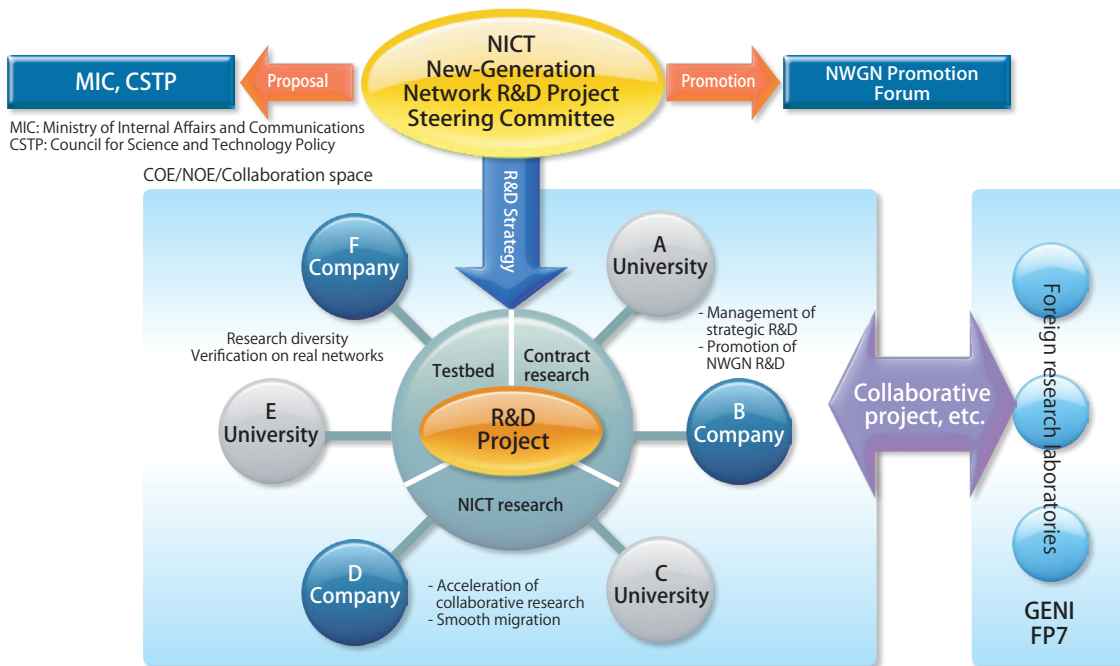 NICT
New-Generation
Network R&D Project
Steering Committee
MIC, CSTP
Proposal
Promotion
NWGN Promotion
Forum
MIC: Ministry of Internal Affairs and Communications
CSTP: Council for Science and Technology Policy
COE/NOE/Collaboration space
R&D Strategy
F
Company
A
University
Research diversity
Verification on real networks
- Management of
strategic R&D
- Promotion of
NWGN R&D
Testbed
Contract
research
E
University
R&D
Project
B
Company
NICT research
D
Company
- Acceleration of
collaborative research
- Smooth migration
C
University
Collaborative
project, etc.
Foreign research laboratories
GENI
FP7